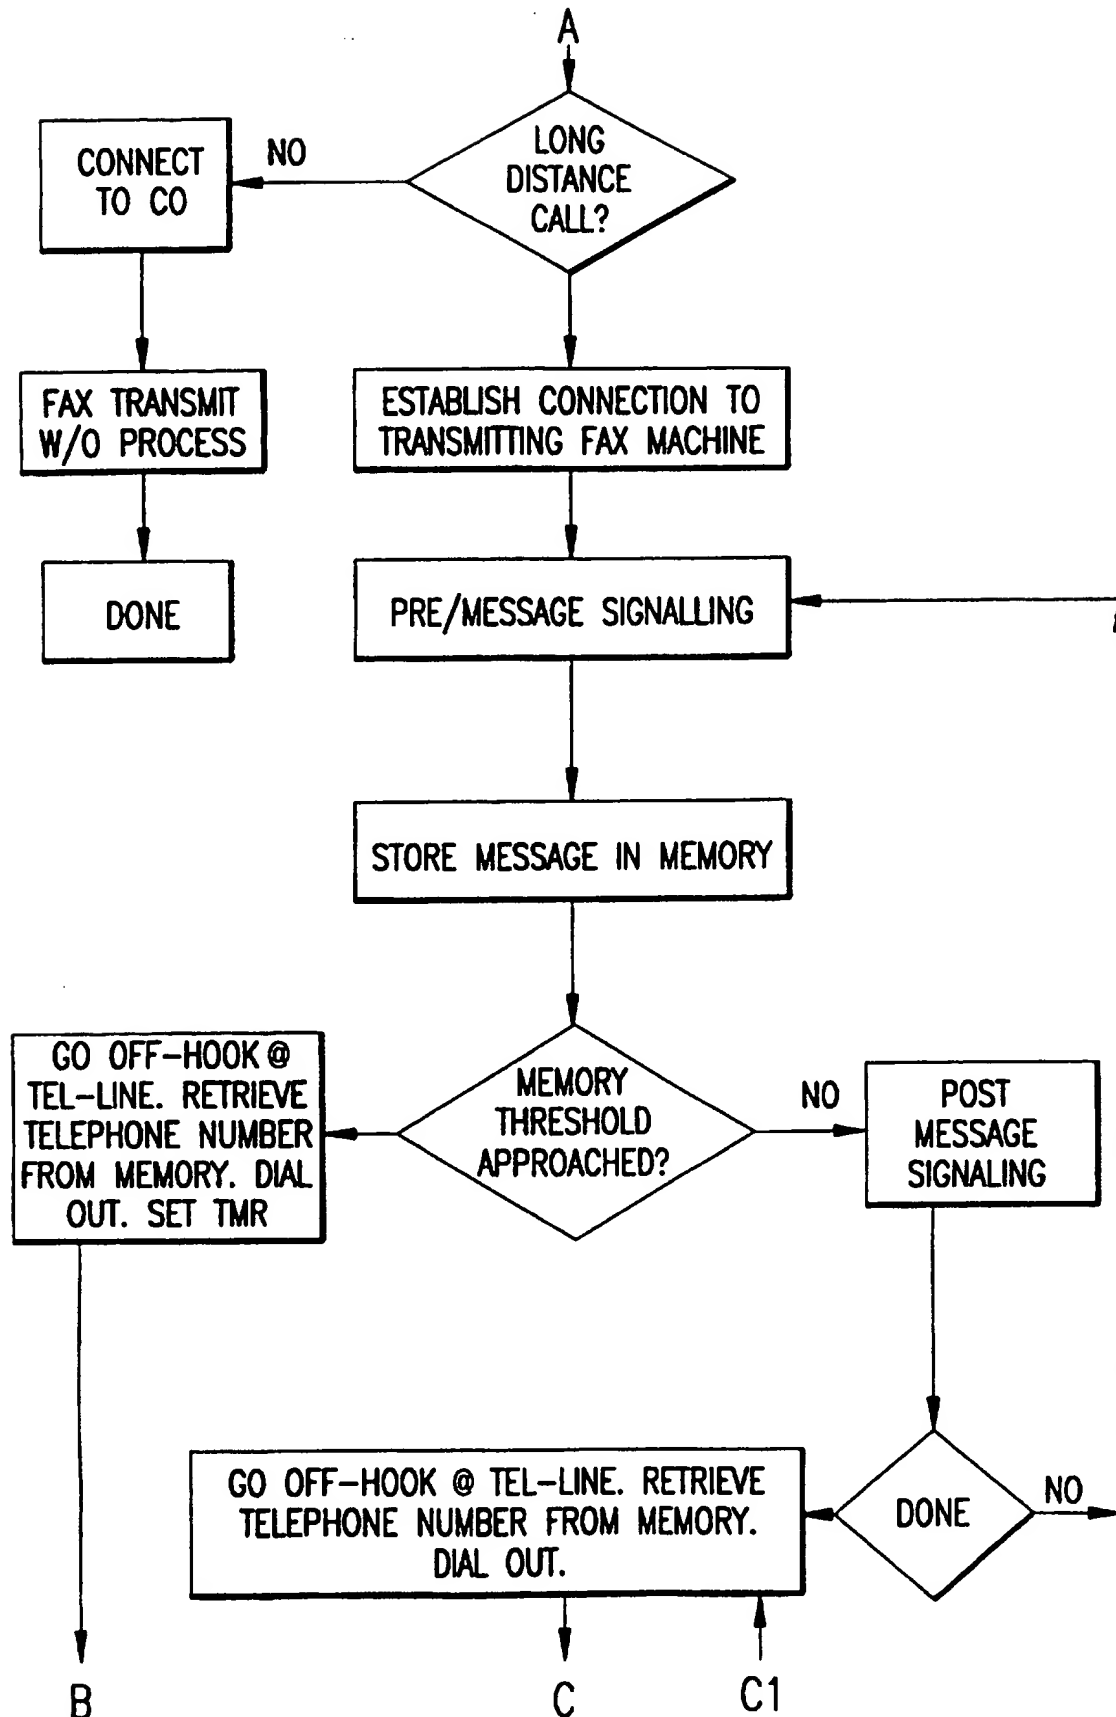 A
LONG
DISTANCE
CALL?
NO
CONNECT
TO CO
FAX TRANSMIT
W/O PROCESS
DONE
ESTABLISH CONNECTION TO
TRANSMITTING FAX MACHINE
PRE/MESSAGE SIGNALLING
STORE MESSAGE IN MEMORY
MEMORY
THRESHOLD
APPROACHED?
GO OFF-HOOK @
TEL-LINE. RETRIEVE
TELEPHONE NUMBER
FROM MEMORY. DIAL
OUT. SET TMR
NO
POST
MESSAGE
SIGNALING
GO OFF-HOOK @ TEL-LINE. RETRIEVE
TELEPHONE NUMBER FROM MEMORY.
DIAL OUT.
DONE
NO
B
C
C1